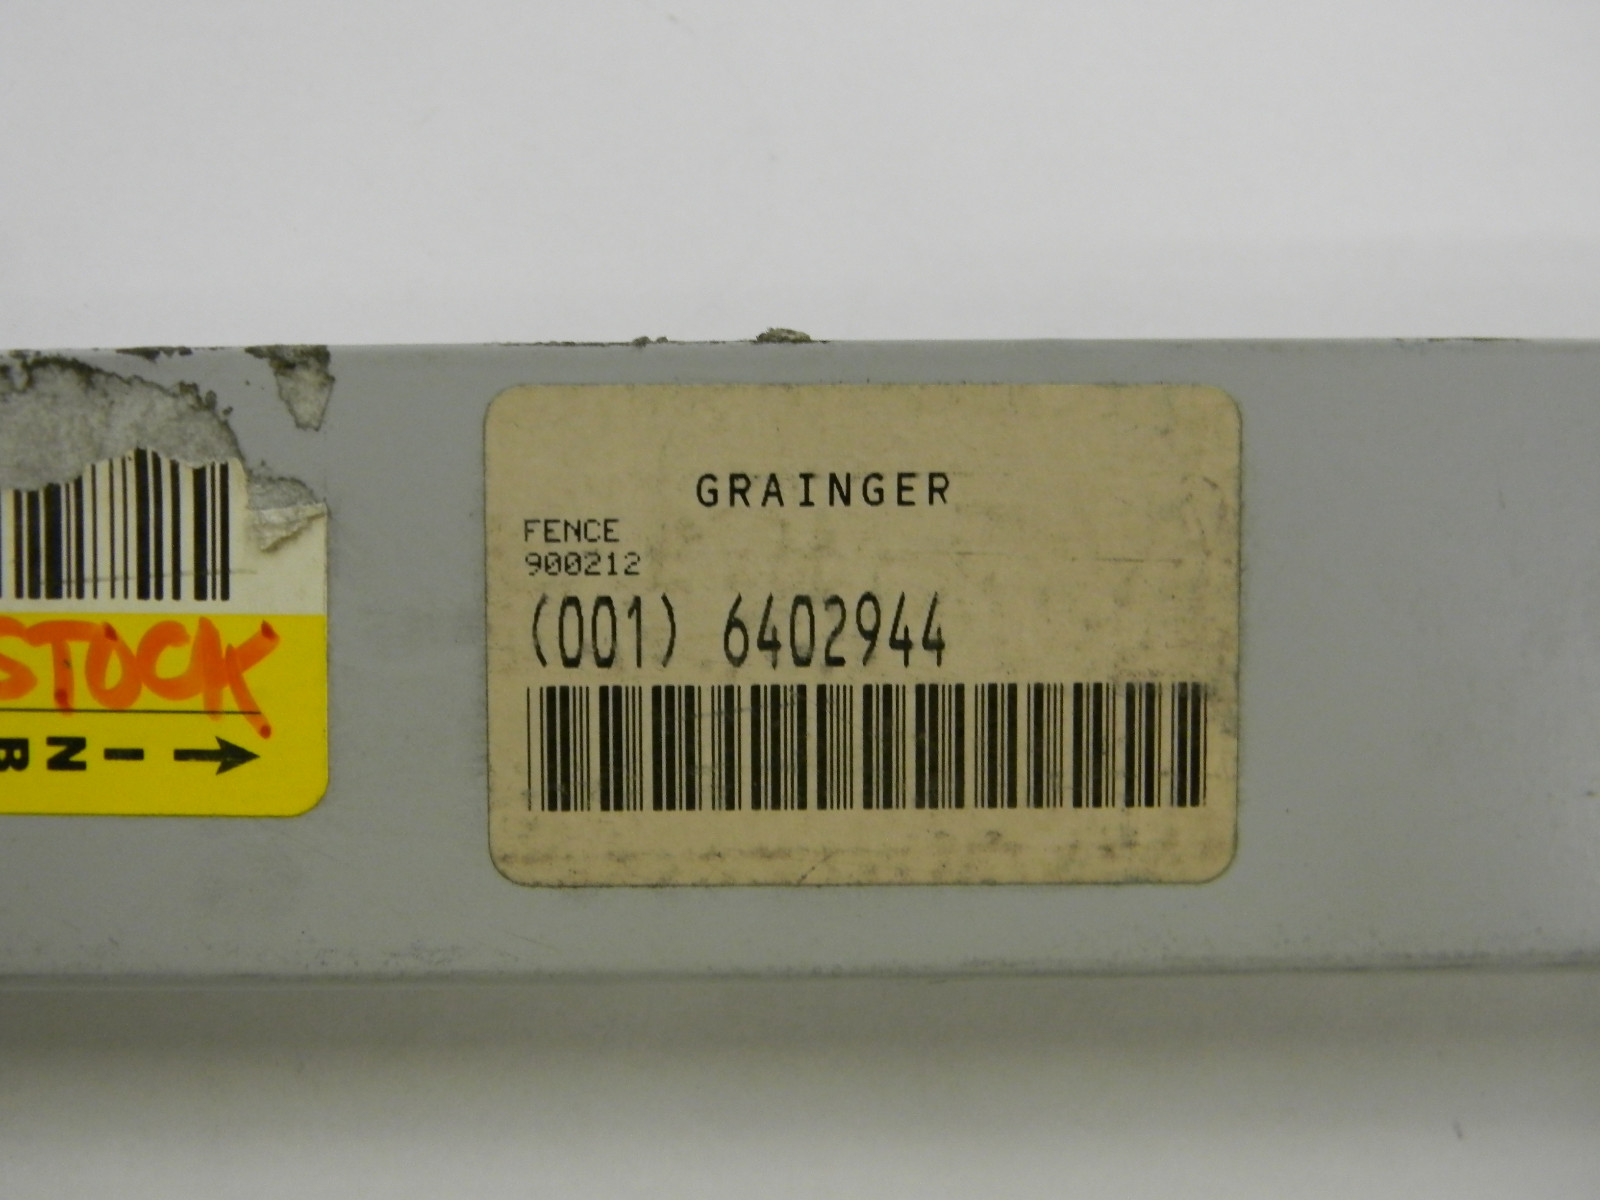 STOCK
GRAINGER
FENCE
900212
(001) 6402944